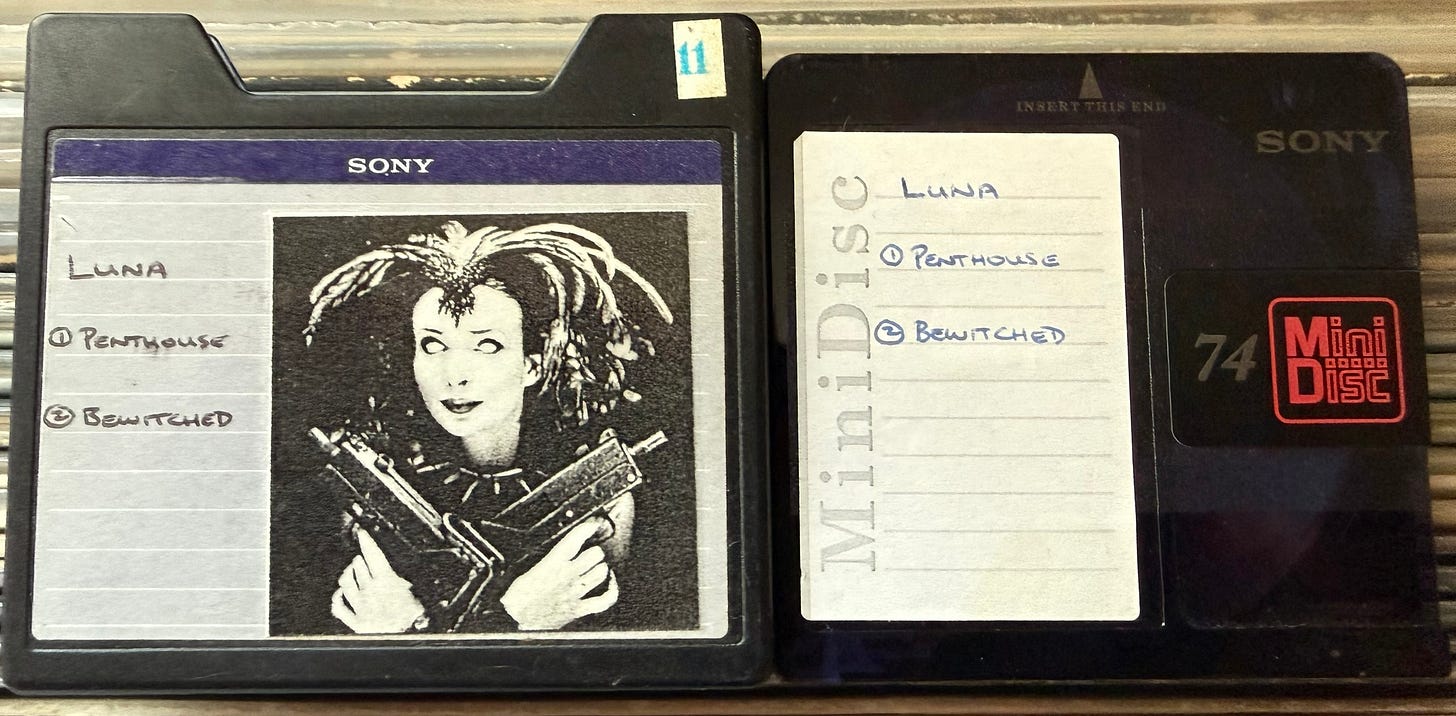 11
SONY
LUNA
① PENTHOUSE
② BEWITCHED
INSERT THIS END
SONY
MiniDisc
LUNA
① PENTHOUSE
② BEWITCHED
74
Mini
Disc